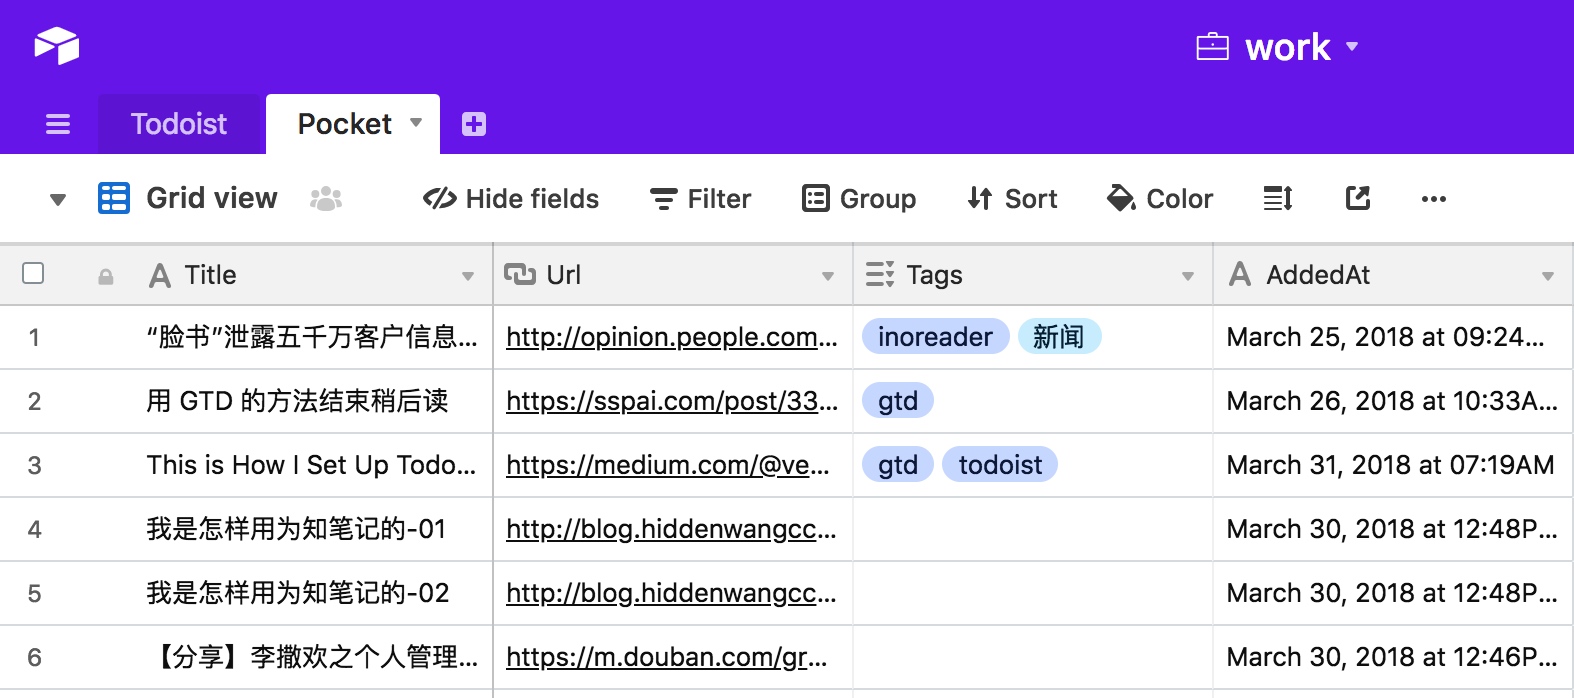 work
Todoist
Pocket
Grid view Hide fields Filter Group Sort Color
Title Url Tags AddedAt
1 “脸书”泄露五千万客户信息... http://opinion.people.com... inoreader 新闻 March 25, 2018 at 09:24...
2 用 GTD 的方法结束稍后读 https://sspai.com/post/33... gtd March 26, 2018 at 10:33A...
3 This is How I Set Up Todo... https://medium.com/@ve... gtd todoist March 31, 2018 at 07:19AM
4 我是怎样用为知笔记的-01 http://blog.hiddenwangcc... March 30, 2018 at 12:48P...
5 我是怎样用为知笔记的-02 http://blog.hiddenwangcc... March 30, 2018 at 12:48P...
6 【分享】李撒欢之个人管理... https://m.douban.com/gr... March 30, 2018 at 12:46P...